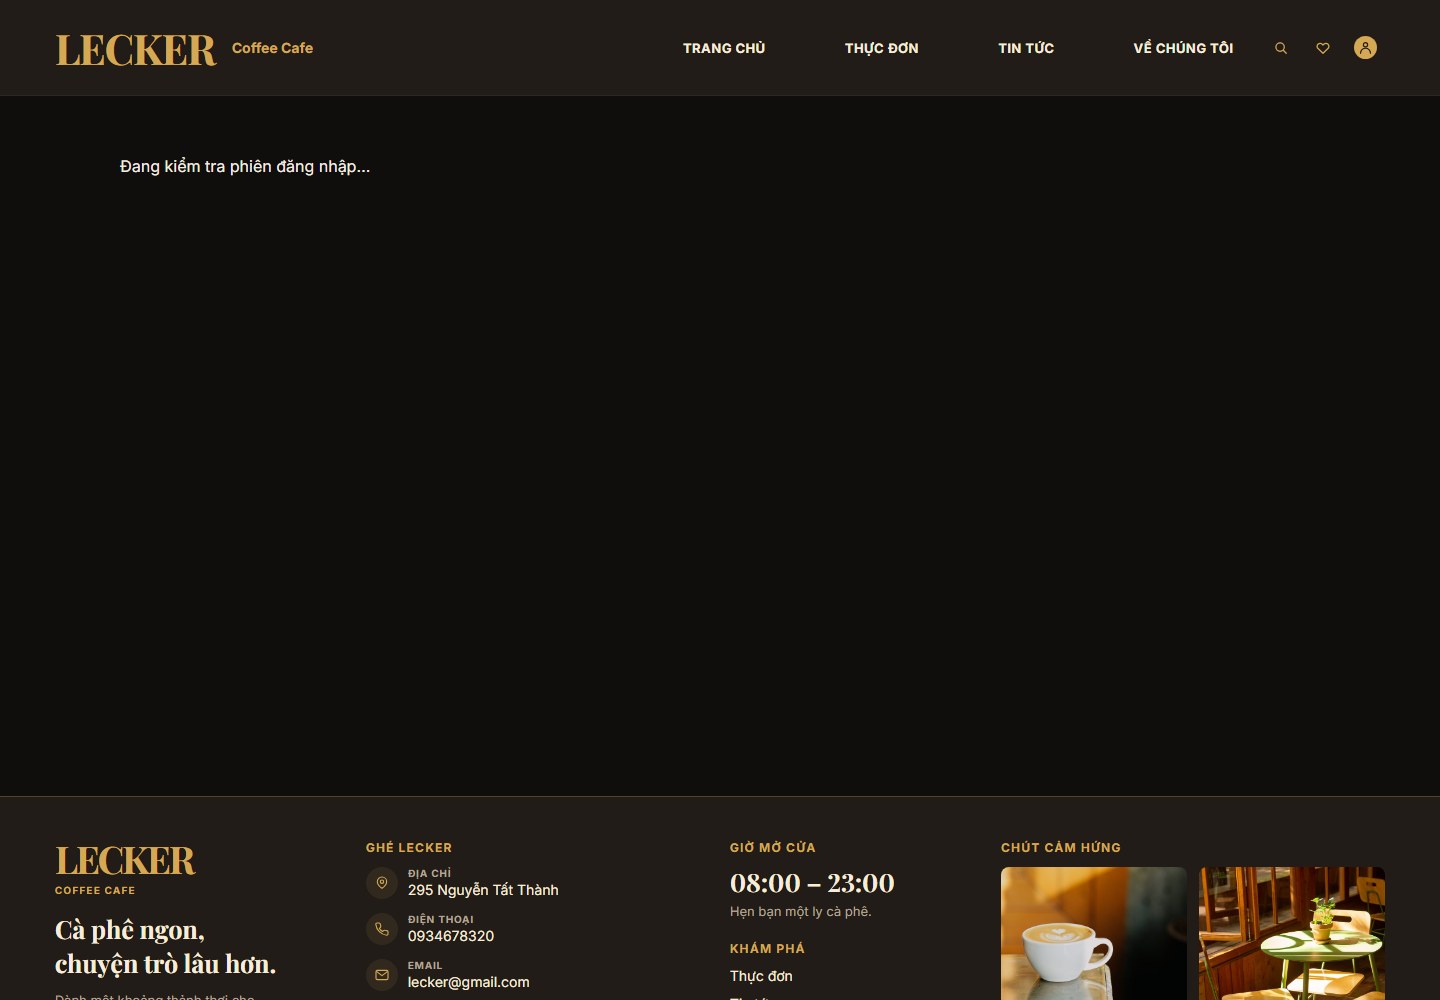 LECKER Coffee Cafe
TRANG CHỦ
THỰC ĐƠN
TIN TỨC
VỀ CHÚNG TÔI
Đang kiểm tra phiên đăng nhập...
LECKER
COFFEE CAFE
Cà phê ngon,
chuyện trò lâu hơn.
GHÉ LECKER
ĐỊA CHỈ
295 Nguyễn Tất Thành
ĐIỆN THOẠI
0934678320
EMAIL
lecker@gmail.com
GIỜ MỞ CỬA
08:00 – 23:00
Hẹn bạn một ly cà phê.
KHÁM PHÁ
Thực đơn
CHÚT CẢM HỨNG